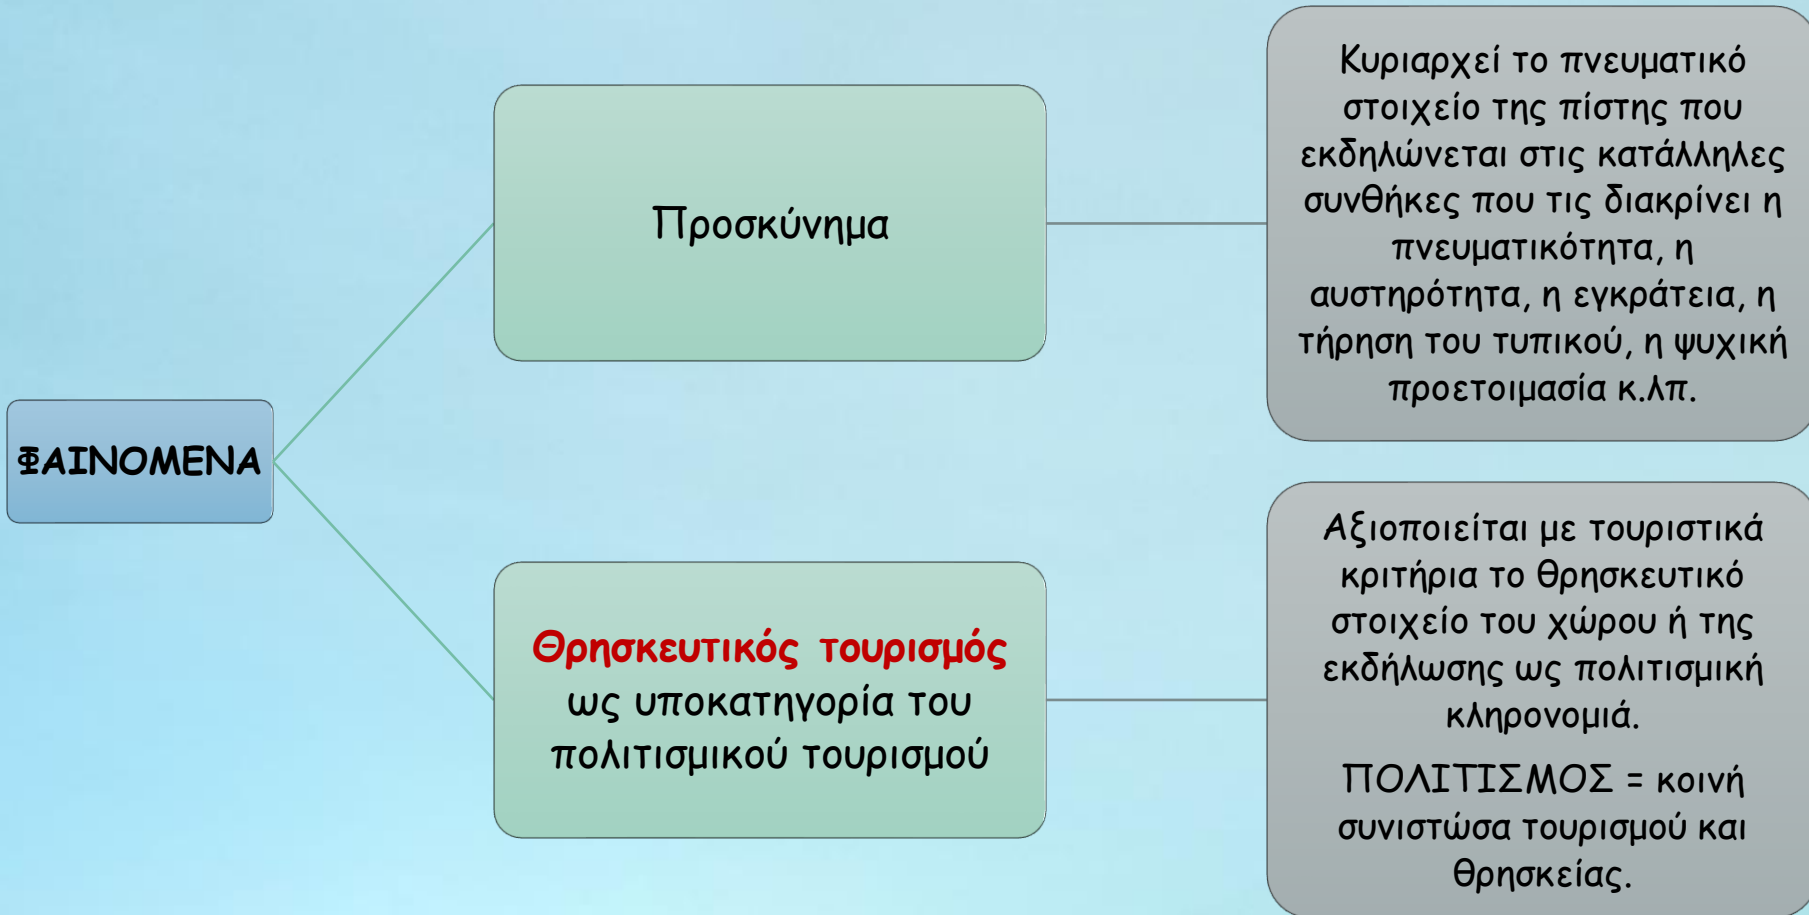 ΦΑΙΝΟΜΕΝΑ
Προσκύνημα
Κυριαρχεί το πνευματικό
στοιχείο της πίστης που
εκδηλώνεται στις κατάλληλες
συνθήκες που τις διακρίνει η
πνευματικότητα, η
αυστηρότητα, η εγκράτεια, η
τήρηση του τυπικού, η ψυχική
προετοιμασία κ.λπ.
Θρησκευτικός τουρισμός
ως υποκατηγορία του
πολιτισμικού τουρισμού
Αξιοποιείται με τουριστικά
κριτήρια το θρησκευτικό
στοιχείο του χώρου ή της
εκδήλωσης ως πολιτισμική
κληρονομιά.
ΠΟΛΙΤΙΣΜΟΣ = κοινή
συνιστώσα τουρισμού και
θρησκείας.